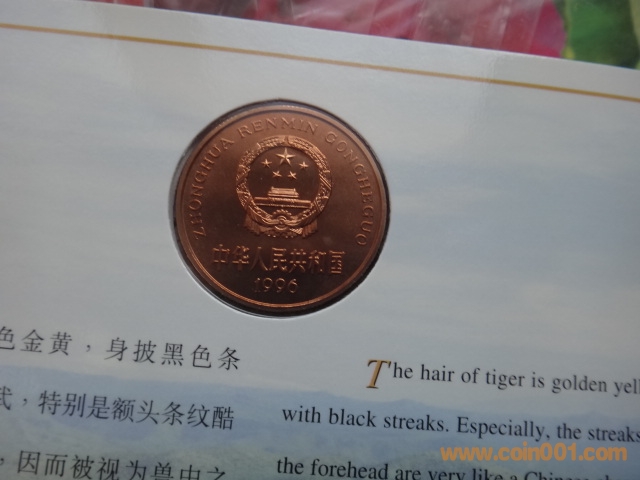 ZHONGHUA RENMIN GONGHEGUO
中华人民共和国
1996
色金黄，身披黑色条
武，特别是额头条纹酷
，因而被视为兽中之
The hair of tiger is golden yell
with black streaks. Especially, the streaks
the forehead are very like a Chinese
www.coin001.com